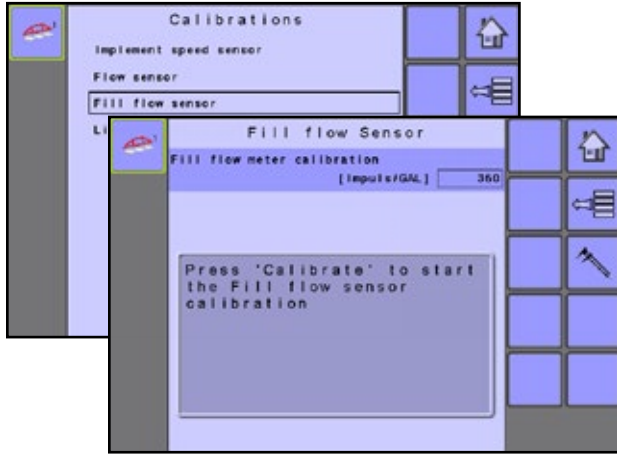 Calibrations
Implement speed sensor
Flow sensor
Fill flow sensor
Li
Fill flow Sensor
Fill flow meter calibration
[Impuls/GAL] 360
Press 'Calibrate' to start
the Fill flow sensor
calibration